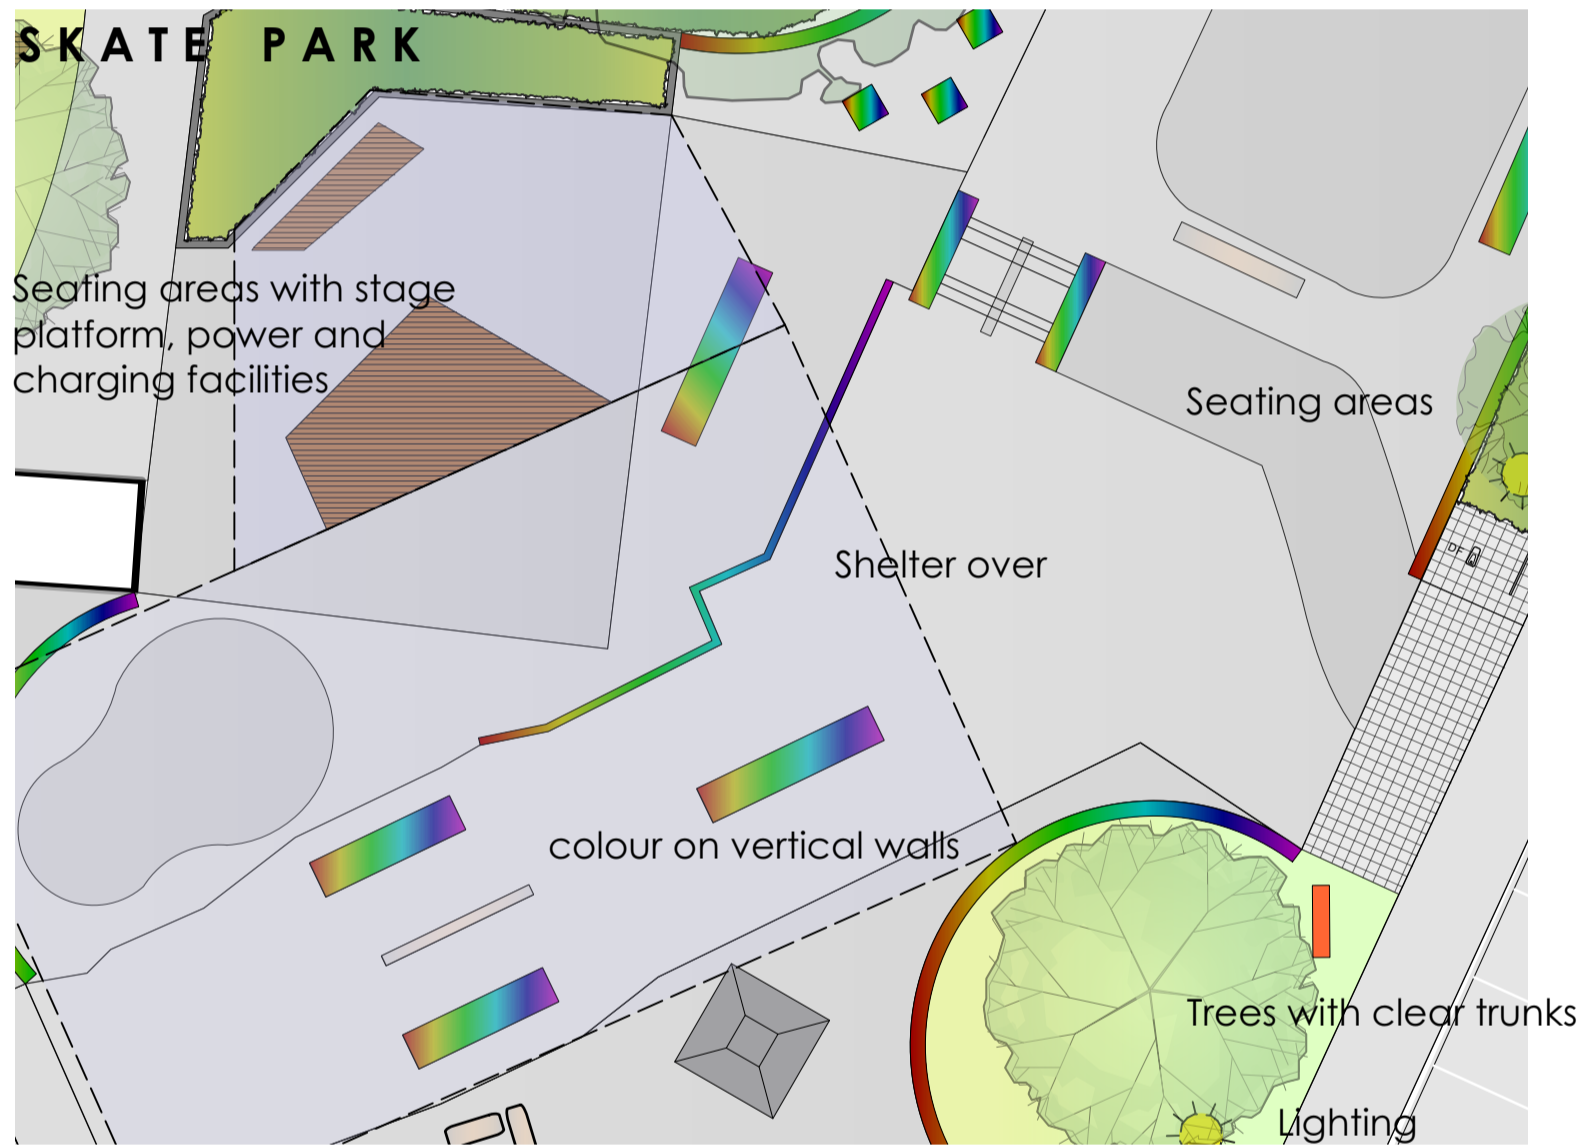 SKATE PARK
Seating areas with stage
platform, power and
charging facilities
Seating areas
DF
Shelter over
colour on vertical walls
Trees with clear trunks
Lighting